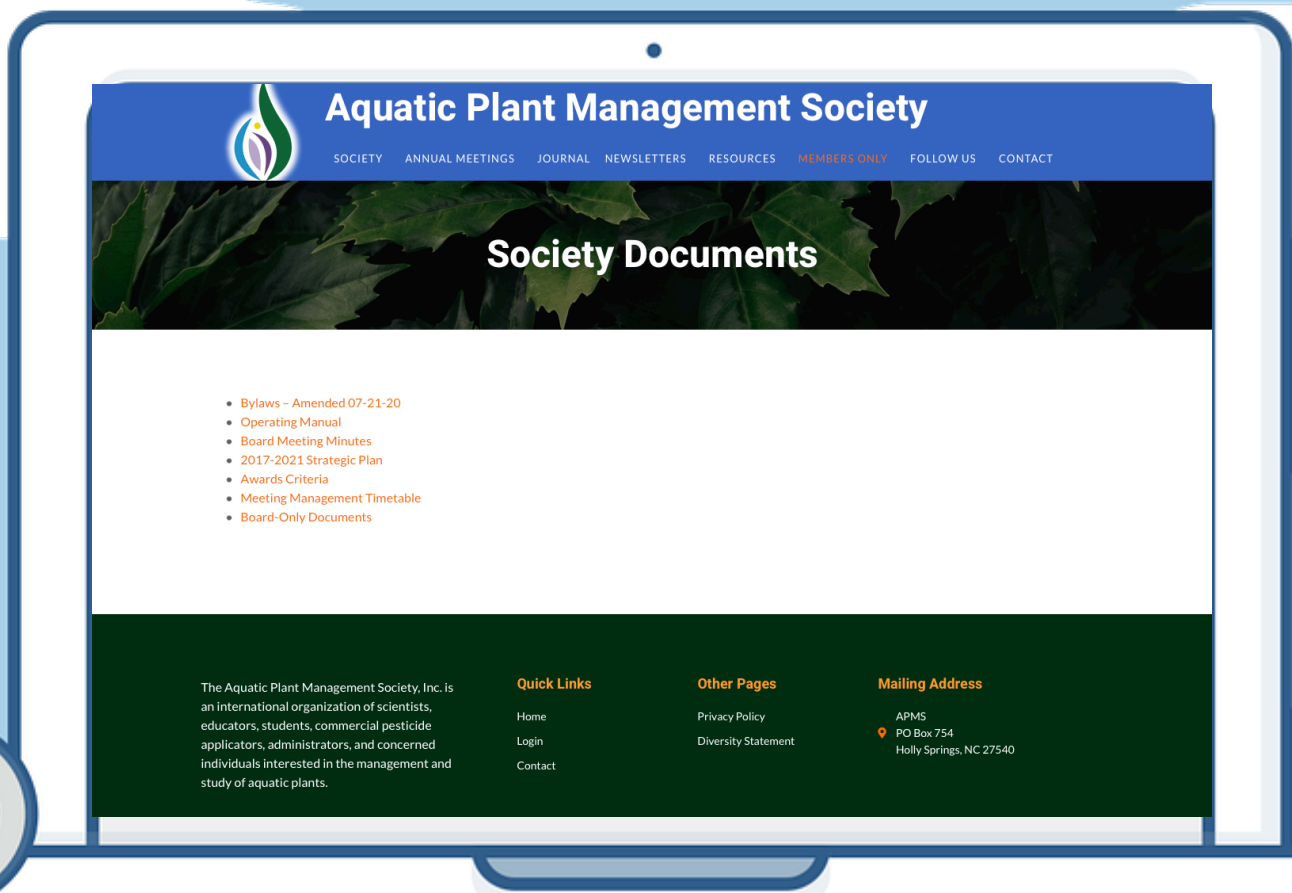 Aquatic Plant Management Society
SOCIETY ANNUAL MEETINGS JOURNAL NEWSLETTERS RESOURCES MEMBERS ONLY FOLLOW US CONTACT
Society Documents
Bylaws – Amended 07-21-20
Operating Manual
Board Meeting Minutes
2017-2021 Strategic Plan
Awards Criteria
Meeting Management Timetable
Board-Only Documents
The Aquatic Plant Management Society, Inc. is
an international organization of scientists,
educators, students, commercial pesticide
applicators, administrators, and concerned
individuals interested in the management and
study of aquatic plants.
Quick Links
Home
Login
Contact
Other Pages
Privacy Policy
Diversity Statement
Mailing Address
APMS
PO Box 754
Holly Springs, NC 27540